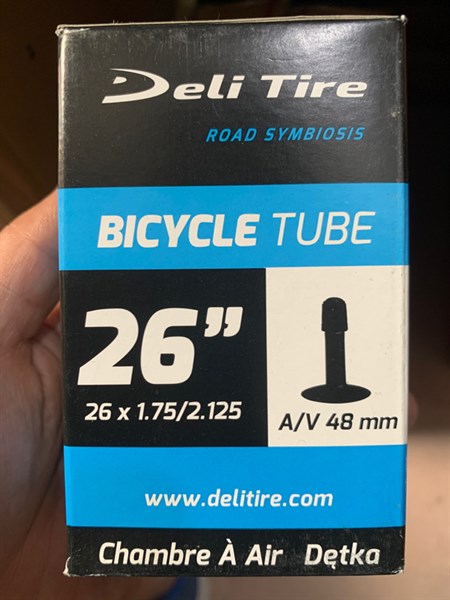 Deli Tire
ROAD SYMBIOSIS
BICYCLE TUBE
26”
26 x 1.75/2.125
A/V 48 mm
www.delitire.com
Chambre À Air Dętka